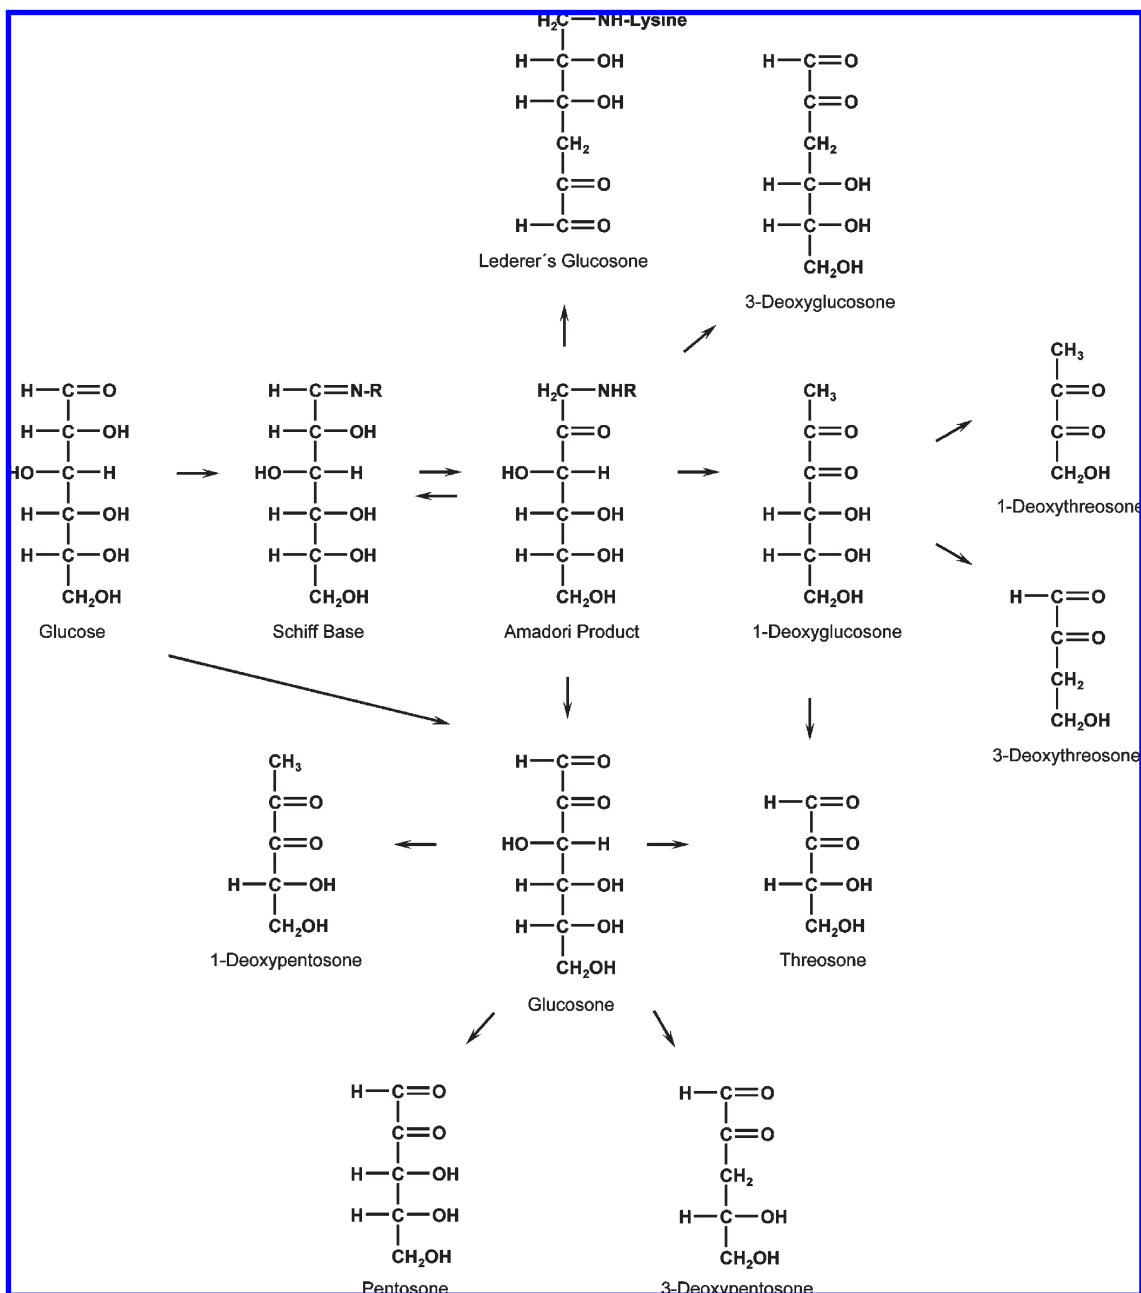 H₂C—NH-Lysine
H—C—OH
H—C—OH
CH₂
C=O
H—C=O
Lederer´s Glucosone
H—C=O
C=O
CH₂
H—C—OH
H—C—OH
CH₂OH
3-Deoxyglucosone
H—C=O
H—C—OH
HO—C—H
H—C—OH
H—C—OH
CH₂OH
Glucose
H—C=N-R
H—C—OH
HO—C—H
H—C—OH
H—C—OH
CH₂OH
Schiff Base
H₂C—NHR
C=O
HO—C—H
H—C—OH
H—C—OH
CH₂OH
Amadori Product
CH₃
C=O
C=O
H—C—OH
H—C—OH
CH₂OH
1-Deoxyglucosone
CH₃
C=O
C=O
CH₂OH
1-Deoxythreosone
H—C=O
C=O
CH₂
CH₂OH
3-Deoxythreosone
CH₃
C=O
C=O
H—C—OH
CH₂OH
1-Deoxypentosone
H—C=O
C=O
HO—C—H
H—C—OH
H—C—OH
CH₂OH
Glucosone
H—C=O
C=O
H—C—OH
CH₂OH
Threosone
H—C=O
C=O
H—C—OH
H—C—OH
CH₂OH
Pentosone
H—C=O
C=O
CH₂
H—C—OH
CH₂OH
3-Deoxypentosone